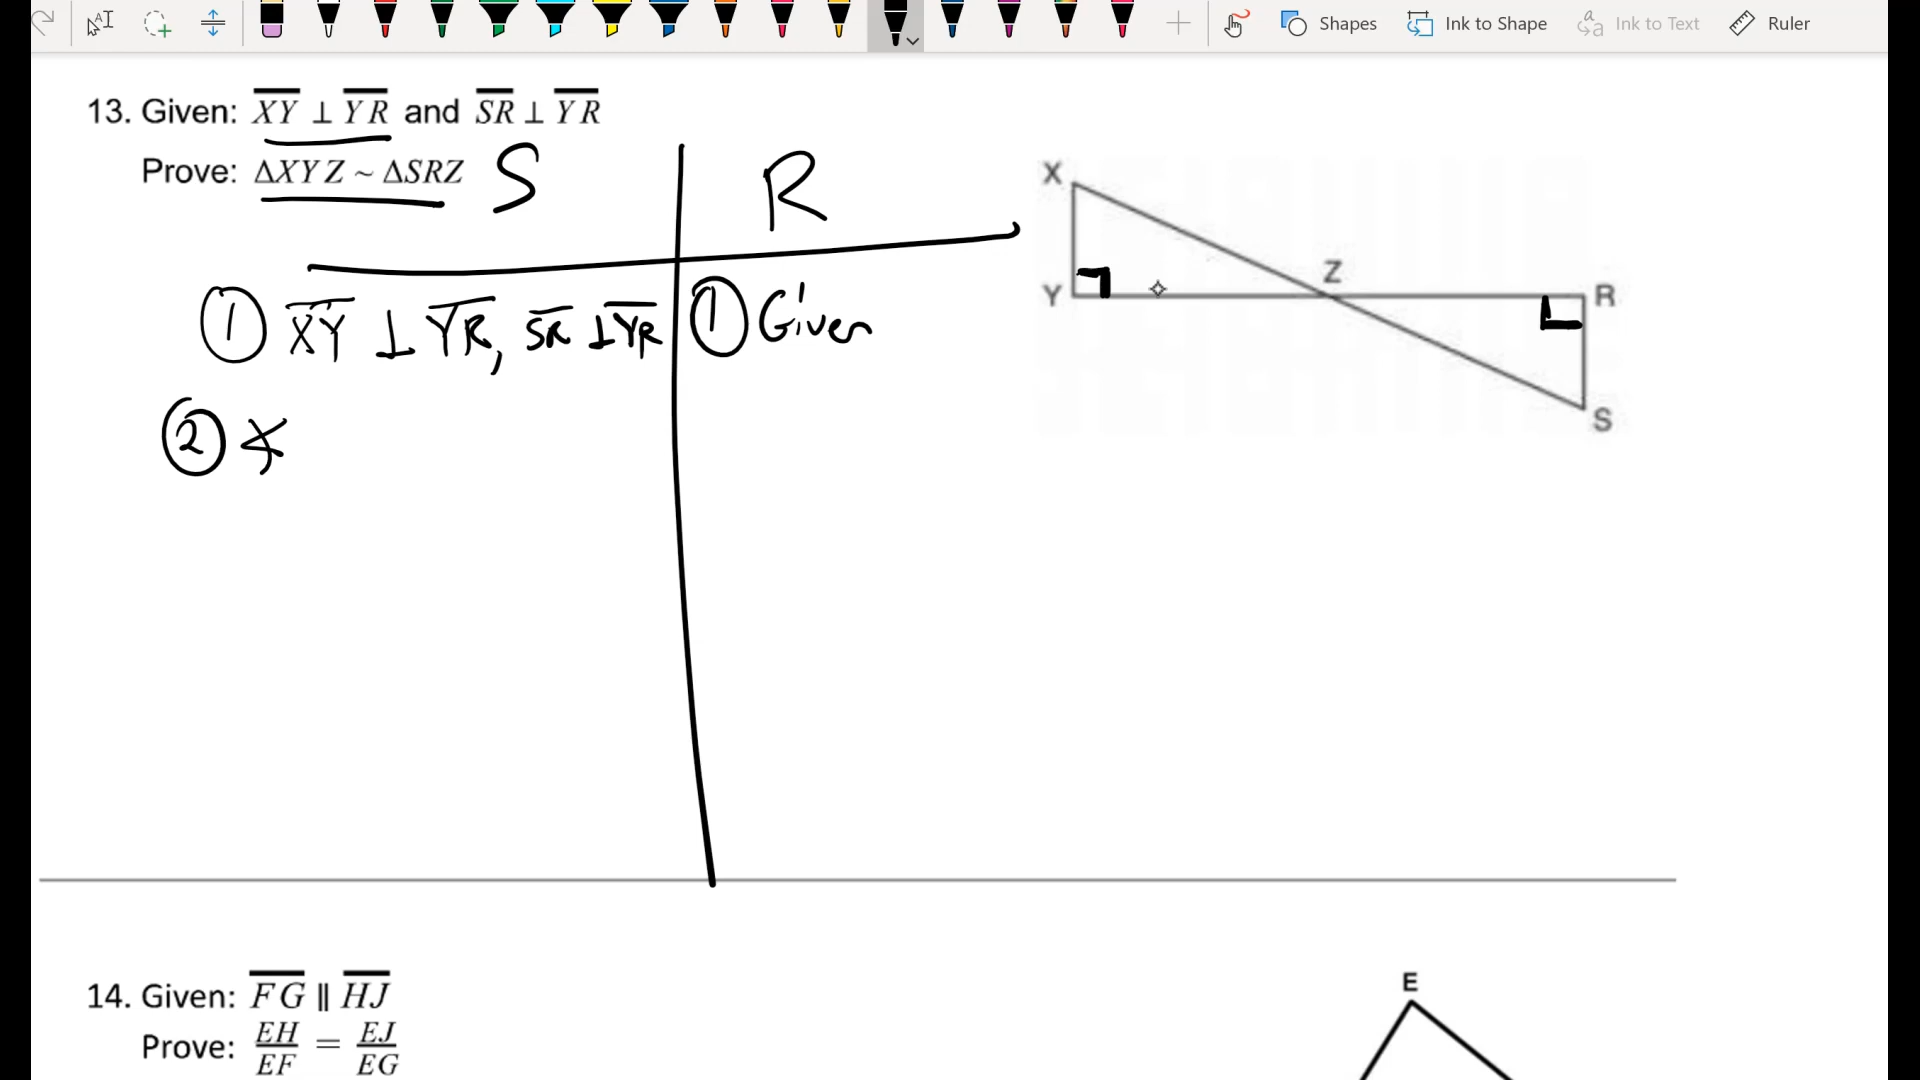 Shapes Ink to Shape Ink to Text Ruler
13. Given: XY ⊥ YR and SR ⊥ YR
Prove: ΔXYZ ~ ΔSRZ
S R
① XY ⊥ YR, SR ⊥ YR ① Given
② ∡
X
Y
Z
R
S
14. Given: FG ∥ HJ
Prove: EH/EF = EJ/EG
E